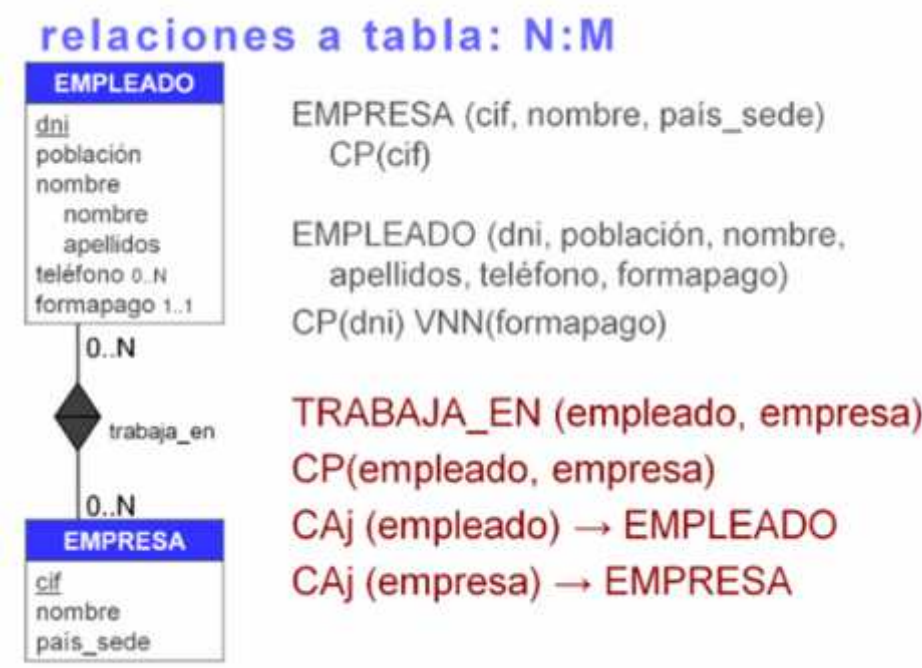 relaciones a tabla: N:M
EMPLEADO
dni
población
nombre
nombre
apellidos
teléfono 0..N
formapago 1..1
0..N
trabaja_en
0..N
EMPRESA
cif
nombre
país_sede
EMPRESA (cif, nombre, país_sede)
CP(cif)
EMPLEADO (dni, población, nombre,
apellidos, teléfono, formapago)
CP(dni) VNN(formapago)
TRABAJA_EN (empleado, empresa)
CP(empleado, empresa)
CAj (empleado) → EMPLEADO
CAj (empresa) → EMPRESA